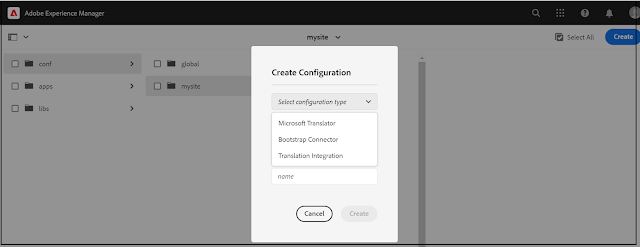 Adobe Experience Manager
mysite
Select All
Create
conf
global
Create Configuration
apps
mysite
Select configuration type
libs
Microsoft Translator
Bootstrap Connector
Translation Integration
name
Cancel
Create